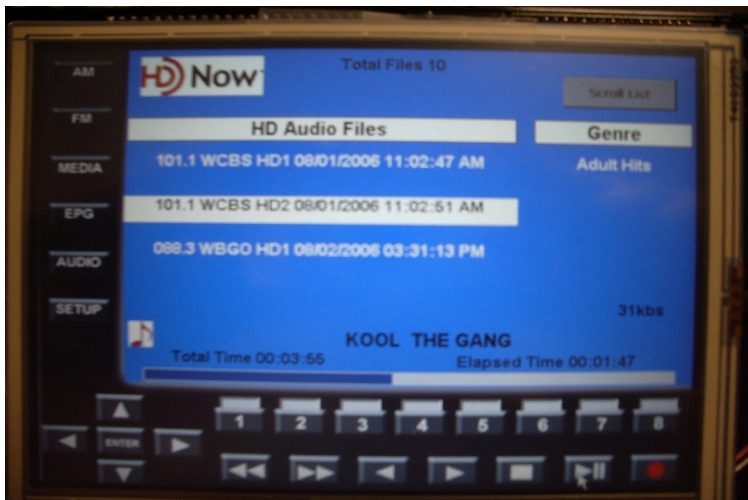 AM
FM
MEDIA
EPG
AUDIO
SETUP
HD Now
Total Files 10
Scroll List
HD Audio Files
Genre
101.1 WCBS HD1 08/01/2006 11:02:47 AM
Adult Hits
101.1 WCBS HD2 08/01/2006 11:02:51 AM
088.3 WBGO HD1 08/02/2006 03:31:13 PM
31kbs
KOOL THE GANG
Total Time 00:03:55
Elapsed Time 00:01:47
1 2 3 4 5 6 7 8
ENTER